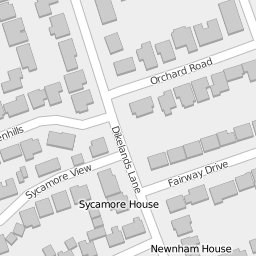 Orchard Road
enhills
Dikelands Lane
Sycamore View
Fairway Drive
Sycamore House
Newnham House